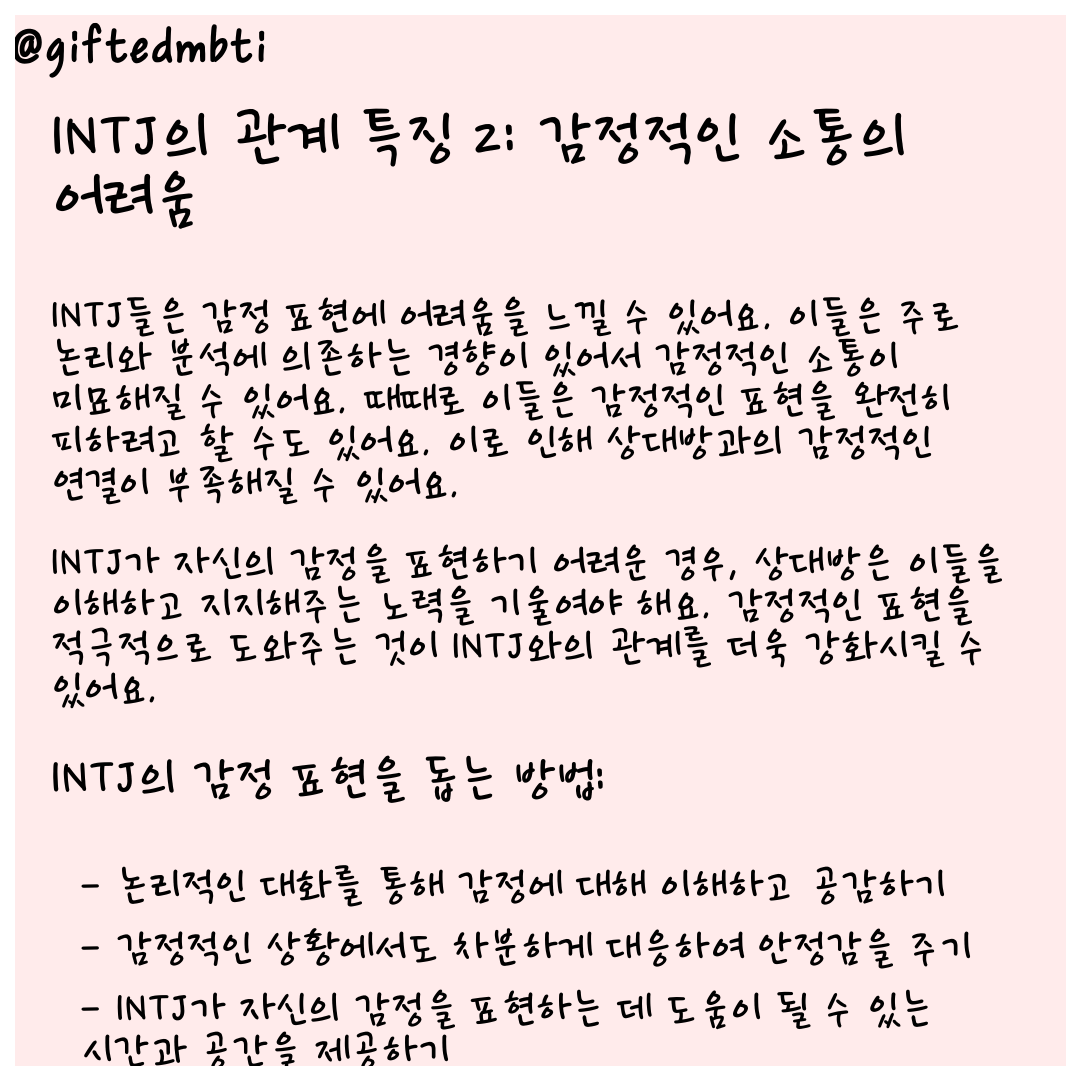 @giftedmbti
INTJ의 관계 특징 2: 감정적인 소통의
어려움
INTJ들은 감정 표현에 어려움을 느낄 수 있어요. 이들은 주로
논리와 분석에 의존하는 경향이 있어서 감정적인 소통이
미묘해질 수 있어요. 때때로 이들은 감정적인 표현을 완전히
피하려고 할 수도 있어요. 이로 인해 상대방과의 감정적인
연결이 부족해질 수 있어요.
INTJ가 자신의 감정을 표현하기 어려운 경우, 상대방은 이들을
이해하고 지지해주는 노력을 기울여야 해요. 감정적인 표현을
적극적으로 도와주는 것이 INTJ와의 관계를 더욱 강화시킬 수
있어요.
INTJ의 감정 표현을 돕는 방법:
- 논리적인 대화를 통해 감정에 대해 이해하고 공감하기
- 감정적인 상황에서도 차분하게 대응하여 안정감을 주기
- INTJ가 자신의 감정을 표현하는 데 도움이 될 수 있는
시간과 공간을 제공하기